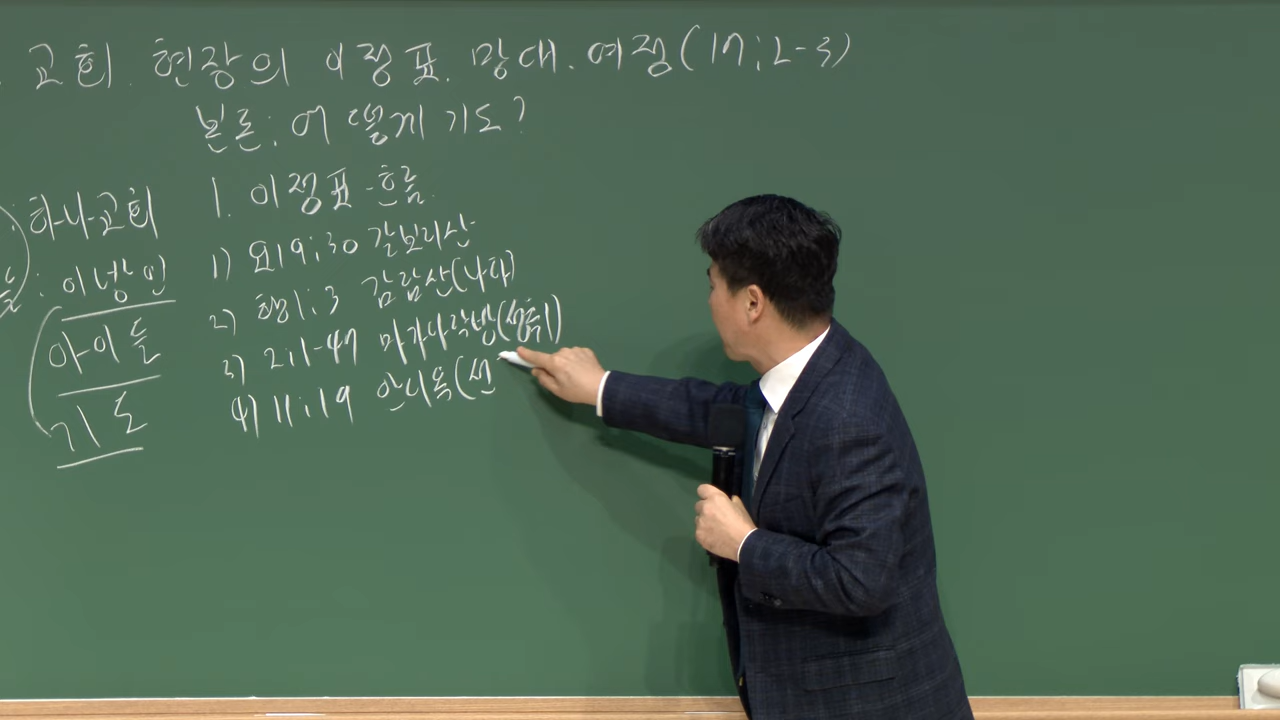 교회. 현장의 이정표. 망대. 여정(17;2-3)
본론; 어떻게 기도?
하나교회
1. 이정표-흐름.
: 이방인
1) 요19;30 갈보리산
아이들
2) 행1;3 감람산(나라)
3) 2;1-47 마가다락방(성취)
기도
4) 11;19 안디옥(선